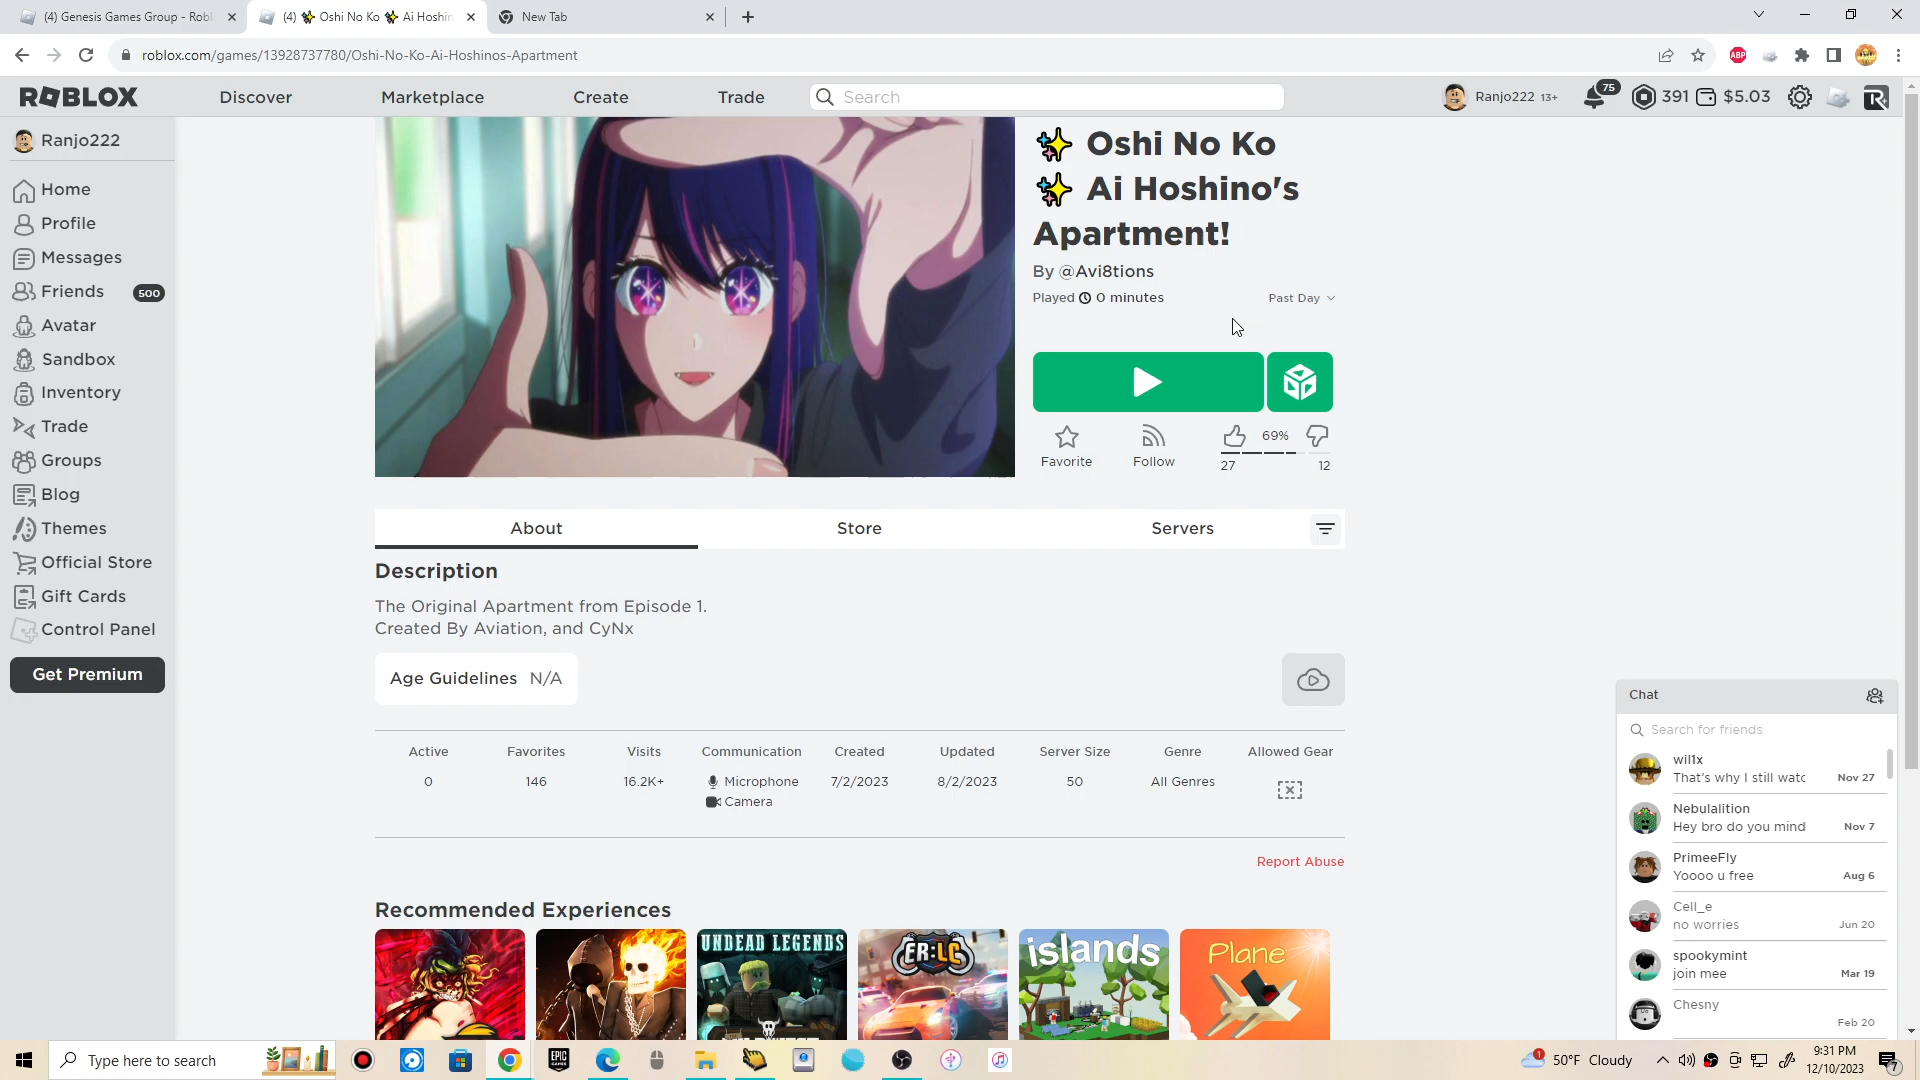 (4) Genesis Games Group - Robl
(4) ✨ Oshi No Ko ✨ Ai Hoshin
New Tab
roblox.com/games/13928737780/Oshi-No-Ko-Ai-Hoshinos-Apartment
ABP
ROBLOX
Discover
Marketplace
Create
Trade
Search
Ranjo222 13+
75
391
$5.03
R
Ranjo222
Home
Profile
Messages
Friends 500
Avatar
Sandbox
Inventory
Trade
Groups
Blog
Themes
Official Store
Gift Cards
Control Panel
Get Premium
✨ Oshi No Ko
✨ Ai Hoshino's
Apartment!
By @Avi8tions
Played 0 minutes
Past Day
69%
Favorite
Follow
27
12
About
Store
Servers
Description
The Original Apartment from Episode 1.
Created By Aviation, and CyNx
Age Guidelines N/A
Active Favorites Visits Communication Created Updated Server Size Genre Allowed Gear
0 146 16.2K+ Microphone 7/2/2023 8/2/2023 50 All Genres
Camera
Report Abuse
Recommended Experiences
UNDEAD LEGENDS
ER:LC
islands
Plane
Chat
Search for friends
wil1x
That's why I still watc Nov 27
Nebulalition
Hey bro do you mind Nov 7
PrimeeFly
Yoooo u free Aug 6
Cell_e
no worries Jun 20
spookymint
join mee Mar 19
Chesny
Feb 20
Type here to search
EPIC GAMES
1
50°F Cloudy
9:31 PM
12/10/2023
7